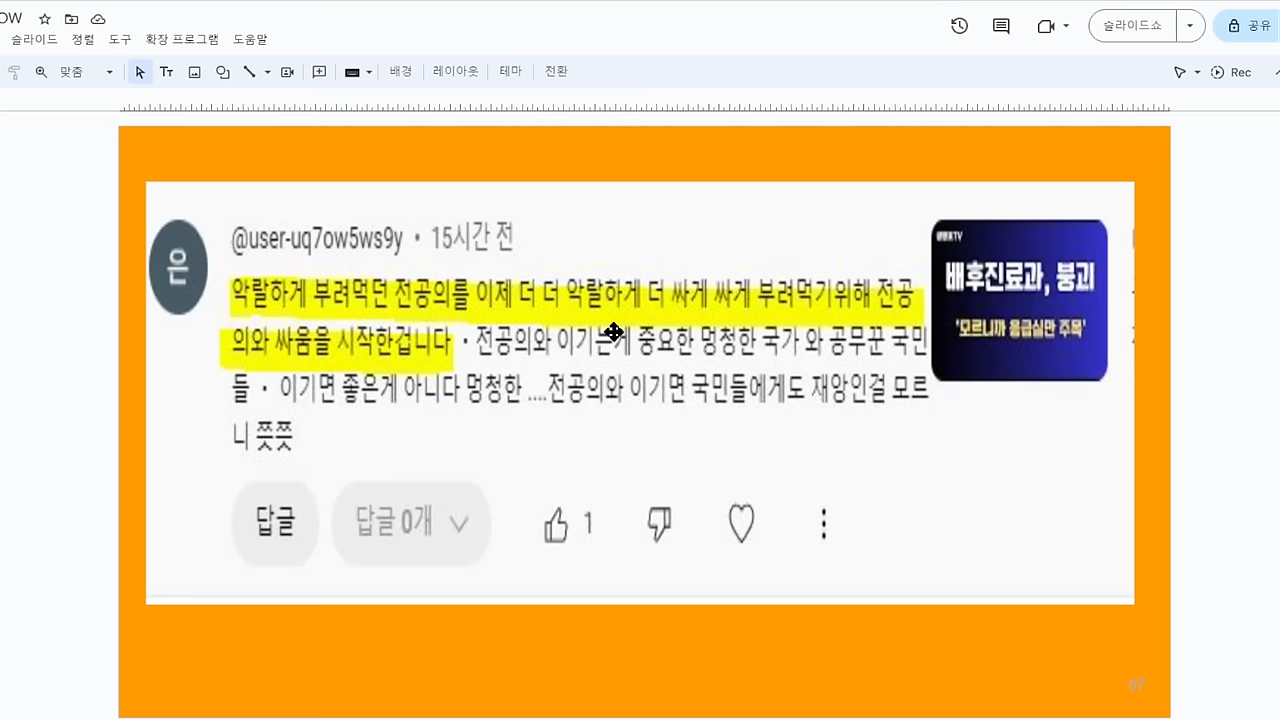 OW
슬라이드 정렬 도구 확장 프로그램 도움말
슬라이드쇼
공유
맞춤
Tт
배경 레이아웃 테마 전환
Rec
은
@user-uq7ow5ws9y • 15시간 전
악랄하게 부려먹던 전공의를 이제 더 더 악랄하게 더 싸게 싸게 부려먹기위해 전공
의와 싸움을 시작한겁니다 · 전공의와 이기는게 중요한 멍청한 국가 와 공무꾼 국민
들 · 이기면 좋은게 아니다 멍청한 ....전공의와 이기면 국민들에게도 재앙인걸 모르
니 쯧쯧
배후진료과, 붕괴
'모르니까 응급실만 주목'
답글
답글 0개
1
67